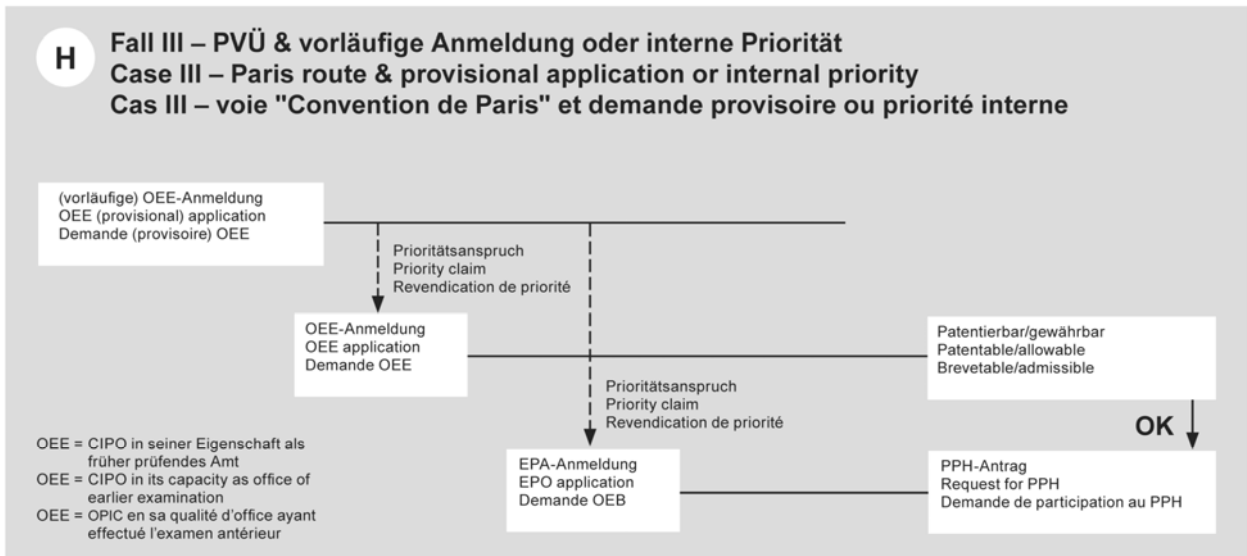 H
Fall III – PVÜ & vorläufige Anmeldung oder interne Priorität
Case III – Paris route & provisional application or internal priority
Cas III – voie "Convention de Paris" et demande provisoire ou priorité interne
(vorläufige) OEE-Anmeldung
OEE (provisional) application
Demande (provisoire) OEE
Prioritätsanspruch
Priority claim
Revendication de priorité
OEE-Anmeldung
OEE application
Demande OEE
Patentierbar/gewährbar
Patentable/allowable
Brevetable/admissible
Prioritätsanspruch
Priority claim
Revendication de priorité
OK
OEE = CIPO in seiner Eigenschaft als
früher prüfendes Amt
OEE = CIPO in its capacity as office of
earlier examination
OEE = OPIC en sa qualité d'office ayant
effectué l'examen antérieur
EPA-Anmeldung
EPO application
Demande OEB
PPH-Antrag
Request for PPH
Demande de participation au PPH